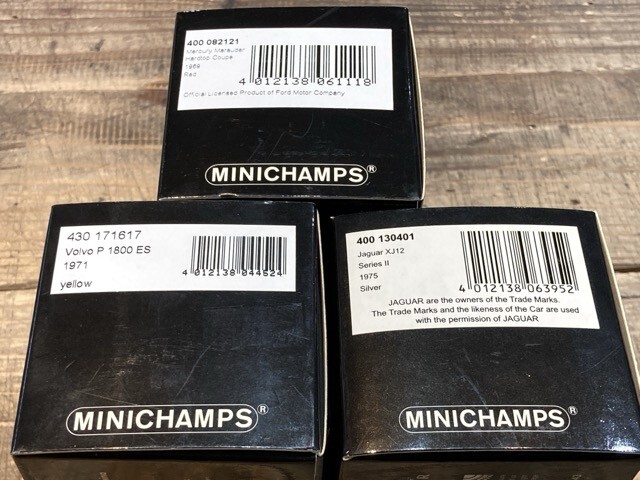 400 082121
Mercury Marauder
Hardtop Coupe
1969
Red
4 012138 061118
Official Licensed Product of Ford Motor Company
MINICHAMPS®
430 171617
Volvo P 1800 ES
1971
yellow
4 012138 044524
MINICHAMPS®
400 130401
Jaguar XJ12
Series II
1975
Silver
4 012138 063952
JAGUAR are the owners of the Trade Marks.
The Trade Marks and the likeness of the Car are used
with the permission of JAGUAR
MINICHAMPS®